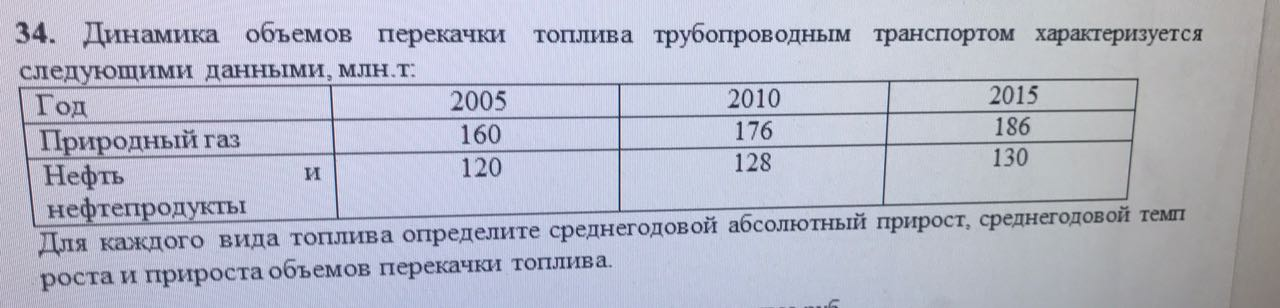 34. Динамика объемов перекачки топлива трубопроводным транспортом характеризуется
следующими данными, млн.т:
Год 2005 2010 2015
Природный газ 160 176 186
Нефть и 120 128 130
нефтепродукты
Для каждого вида топлива определите среднегодовой абсолютный прирост, среднегодовой темп
роста и прироста объемов перекачки топлива.